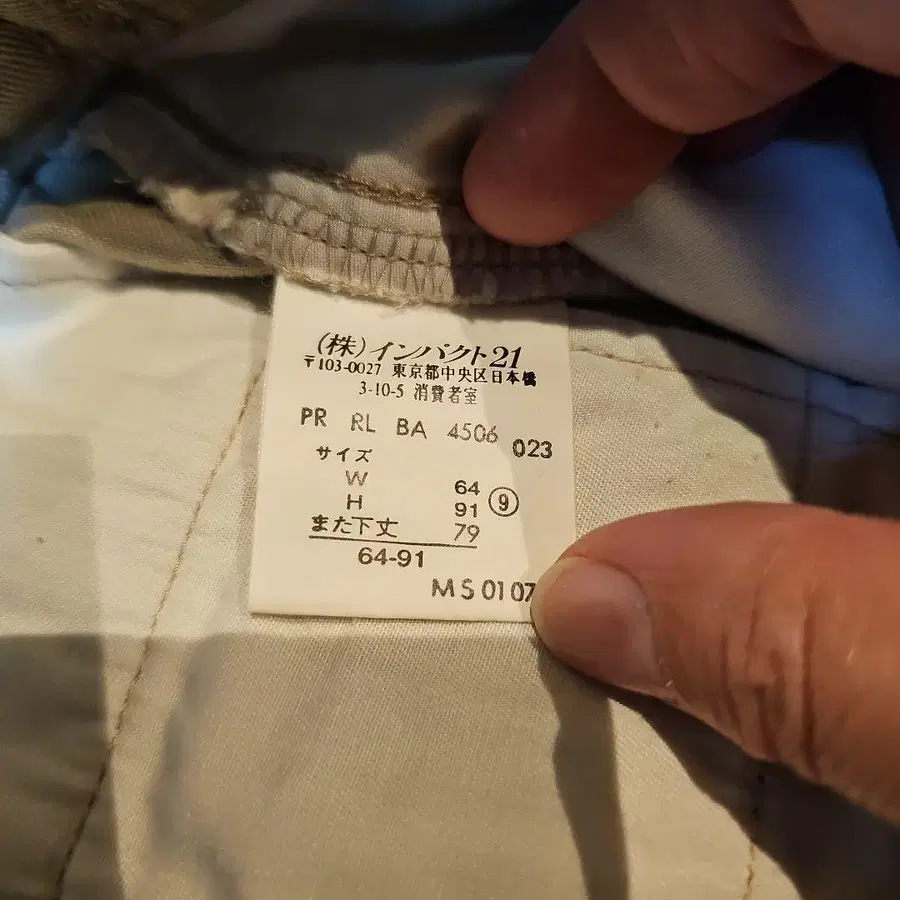 (株)インパクト21
〒103-0027 東京都中央区日本橋
3-10-5 消費者室
PR RL BA 4506 023
サイズ
W 64
H 91 ⑨
また下丈 79
64-91
MS0107